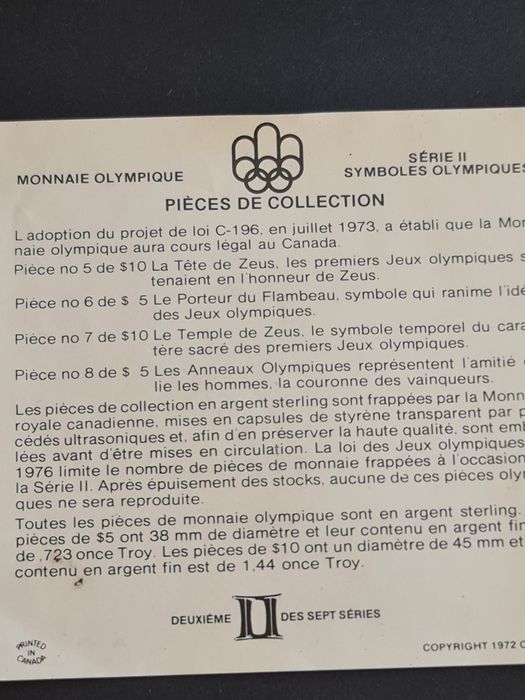 MONNAIE OLYMPIQUE
SÉRIE II
SYMBOLES OLYMPIQUES
PIÈCES DE COLLECTION
L'adoption du projet de loi C-196, en juillet 1973, a établi que la Mon
naie olympique aura cours légal au Canada.
Pièce no 5 de $10 La Tête de Zeus, les premiers Jeux olympiques s
tenaient en l'honneur de Zeus.
Pièce no 6 de $ 5 Le Porteur du Flambeau, symbole qui ranime l'idé
des Jeux olympiques.
Pièce no 7 de $10 Le Temple de Zeus, le symbole temporel du cara
tère sacré des premiers Jeux olympiques.
Pièce no 8 de $ 5 Les Anneaux Olympiques représentent l'amitié
lie les hommes, la couronne des vainqueurs.
Les pièces de collection en argent sterling sont frappées par la Monn
royale canadienne, mises en capsules de styrène transparent par p
cédés ultrasoniques et, afin d'en préserver la haute qualité, sont emb
lées avant d'être mises en circulation. La loi des Jeux olympiques
1976 limite le nombre de pièces de monnaie frappées à l'occasion
la Série II. Après épuisement des stocks, aucune de ces pièces oly
ques ne sera reproduite.
Toutes les pièces de monnaie olympique sont en argent sterling.
pièces de $5 ont 38 mm de diamètre et leur contenu en argent fin
de .723 once Troy. Les pièces de $10 ont un diamètre de 45 mm et
contenu en argent fin est de 1.44 once Troy.
DEUXIÈME II DES SEPT SÉRIES
PRINTED
IN
CANADA
COPYRIGHT 1972